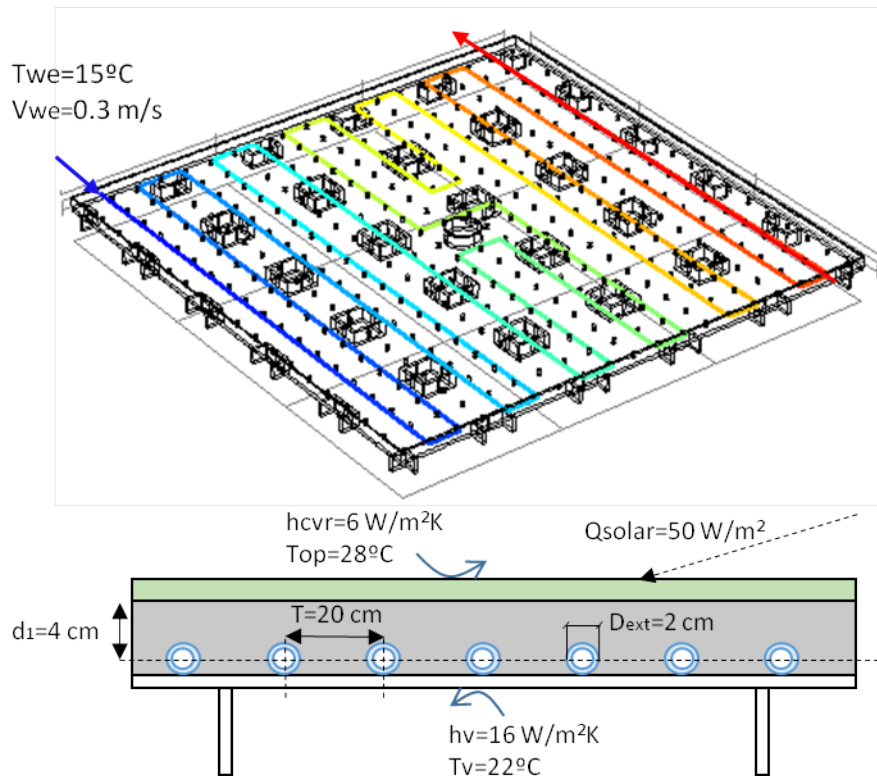 Twe=15ºC
Vwe=0.3 m/s
hcvr=6 W/m²K
Top=28ºC
Qsolar=50 W/m²
d1=4 cm
T=20 cm
Dext=2 cm
hv=16 W/m²K
Tv=22ºC